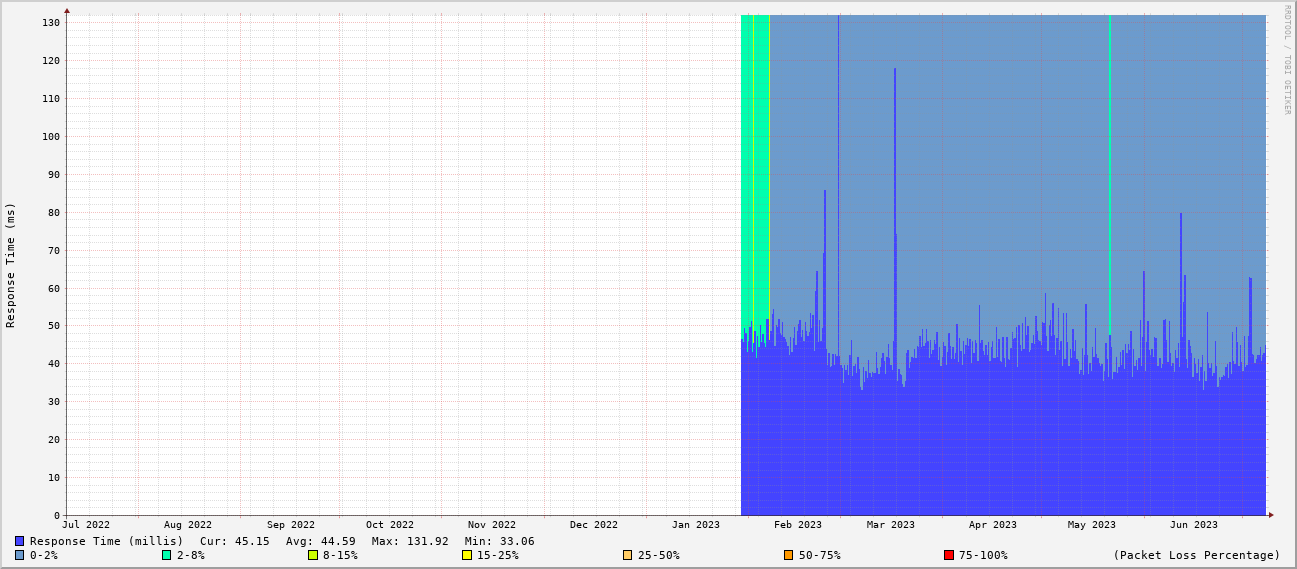 RRDTOOL / TOBI OETIKER
Response Time (ms)
130
120
110
100
90
80
70
60
50
40
30
20
10
0
Jul 2022 Aug 2022 Sep 2022 Oct 2022 Nov 2022 Dec 2022 Jan 2023 Feb 2023 Mar 2023 Apr 2023 May 2023 Jun 2023
Response Time (millis) Cur: 45.15 Avg: 44.59 Max: 131.92 Min: 33.06
0-2% 2-8% 8-15% 15-25% 25-50% 50-75% 75-100% (Packet Loss Percentage)